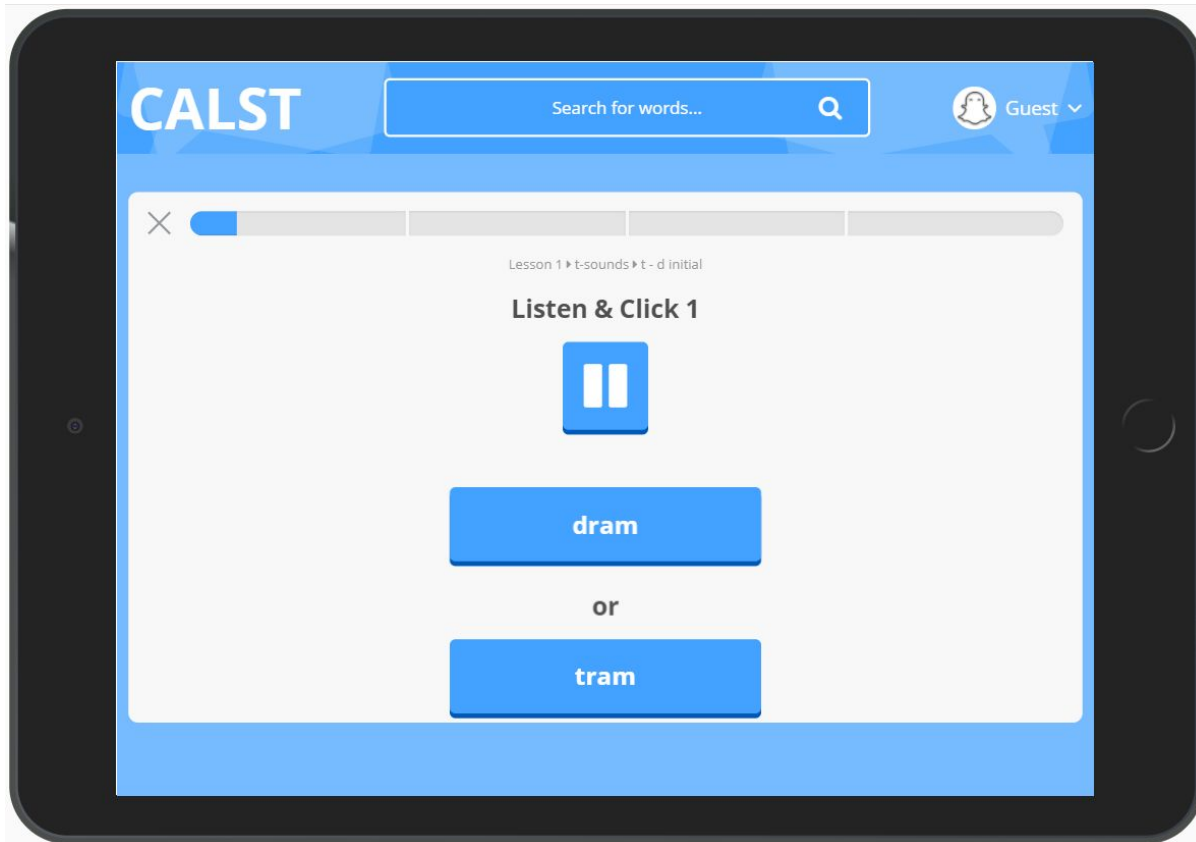 CALST
Search for words...
Guest
Lesson 1 ▸ t-sounds ▸ t - d initial
Listen & Click 1
dram
or
tram